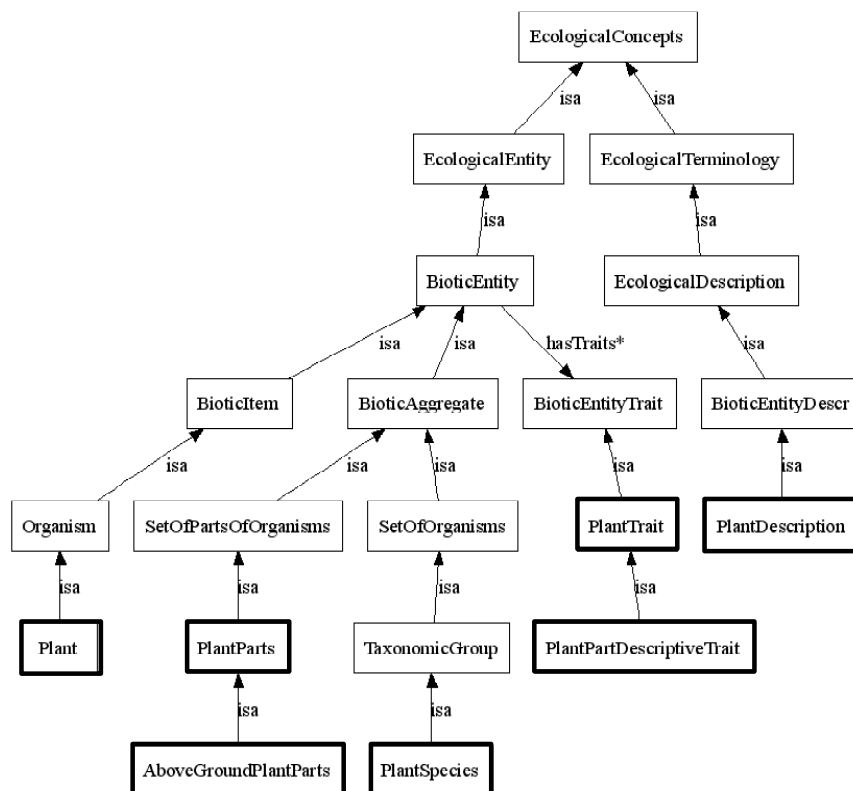 EcologicalConcepts
isa
isa
EcologicalEntity
EcologicalTerminology
isa
isa
BioticEntity
EcologicalDescription
isa
isa
hasTraits*
isa
BioticItem
BioticAggregate
BioticEntityTrait
BioticEntityDescr
isa
isa
isa
isa
isa
Organism
SetOfPartsOfOrganisms
SetOfOrganisms
PlantTrait
PlantDescription
isa
isa
isa
isa
Plant
PlantParts
TaxonomicGroup
PlantPartDescriptiveTrait
isa
isa
AboveGroundPlantParts
PlantSpecies